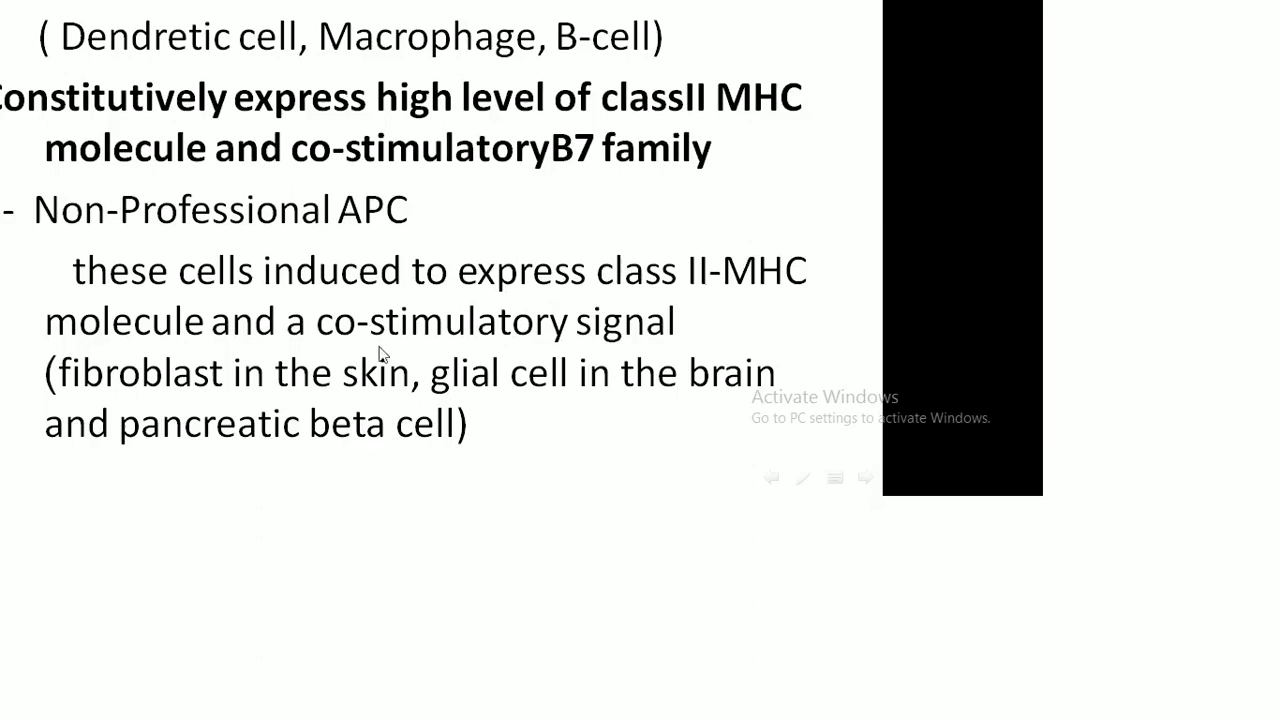 ( Dendretic cell, Macrophage, B-cell)
Constitutively express high level of classII MHC
molecule and co-stimulatoryB7 family
- Non-Professional APC
these cells induced to express class II-MHC
molecule and a co-stimulatory signal
(fibroblast in the skin, glial cell in the brain
and pancreatic beta cell)
Activate Windows
Go to PC settings to activate Windows.